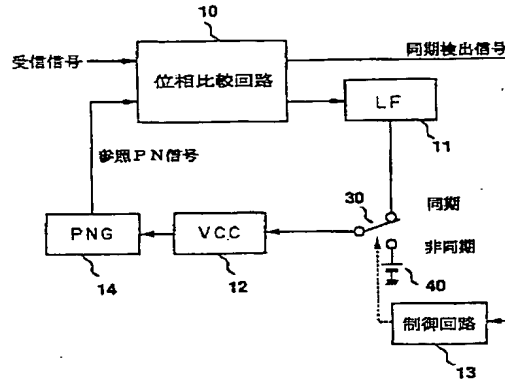 10
受信信号
位相比較回路
同期検出信号
LF
11
参照PN信号
30
同期
PNG
VCC
非同期
14
12
40
制御回路
13